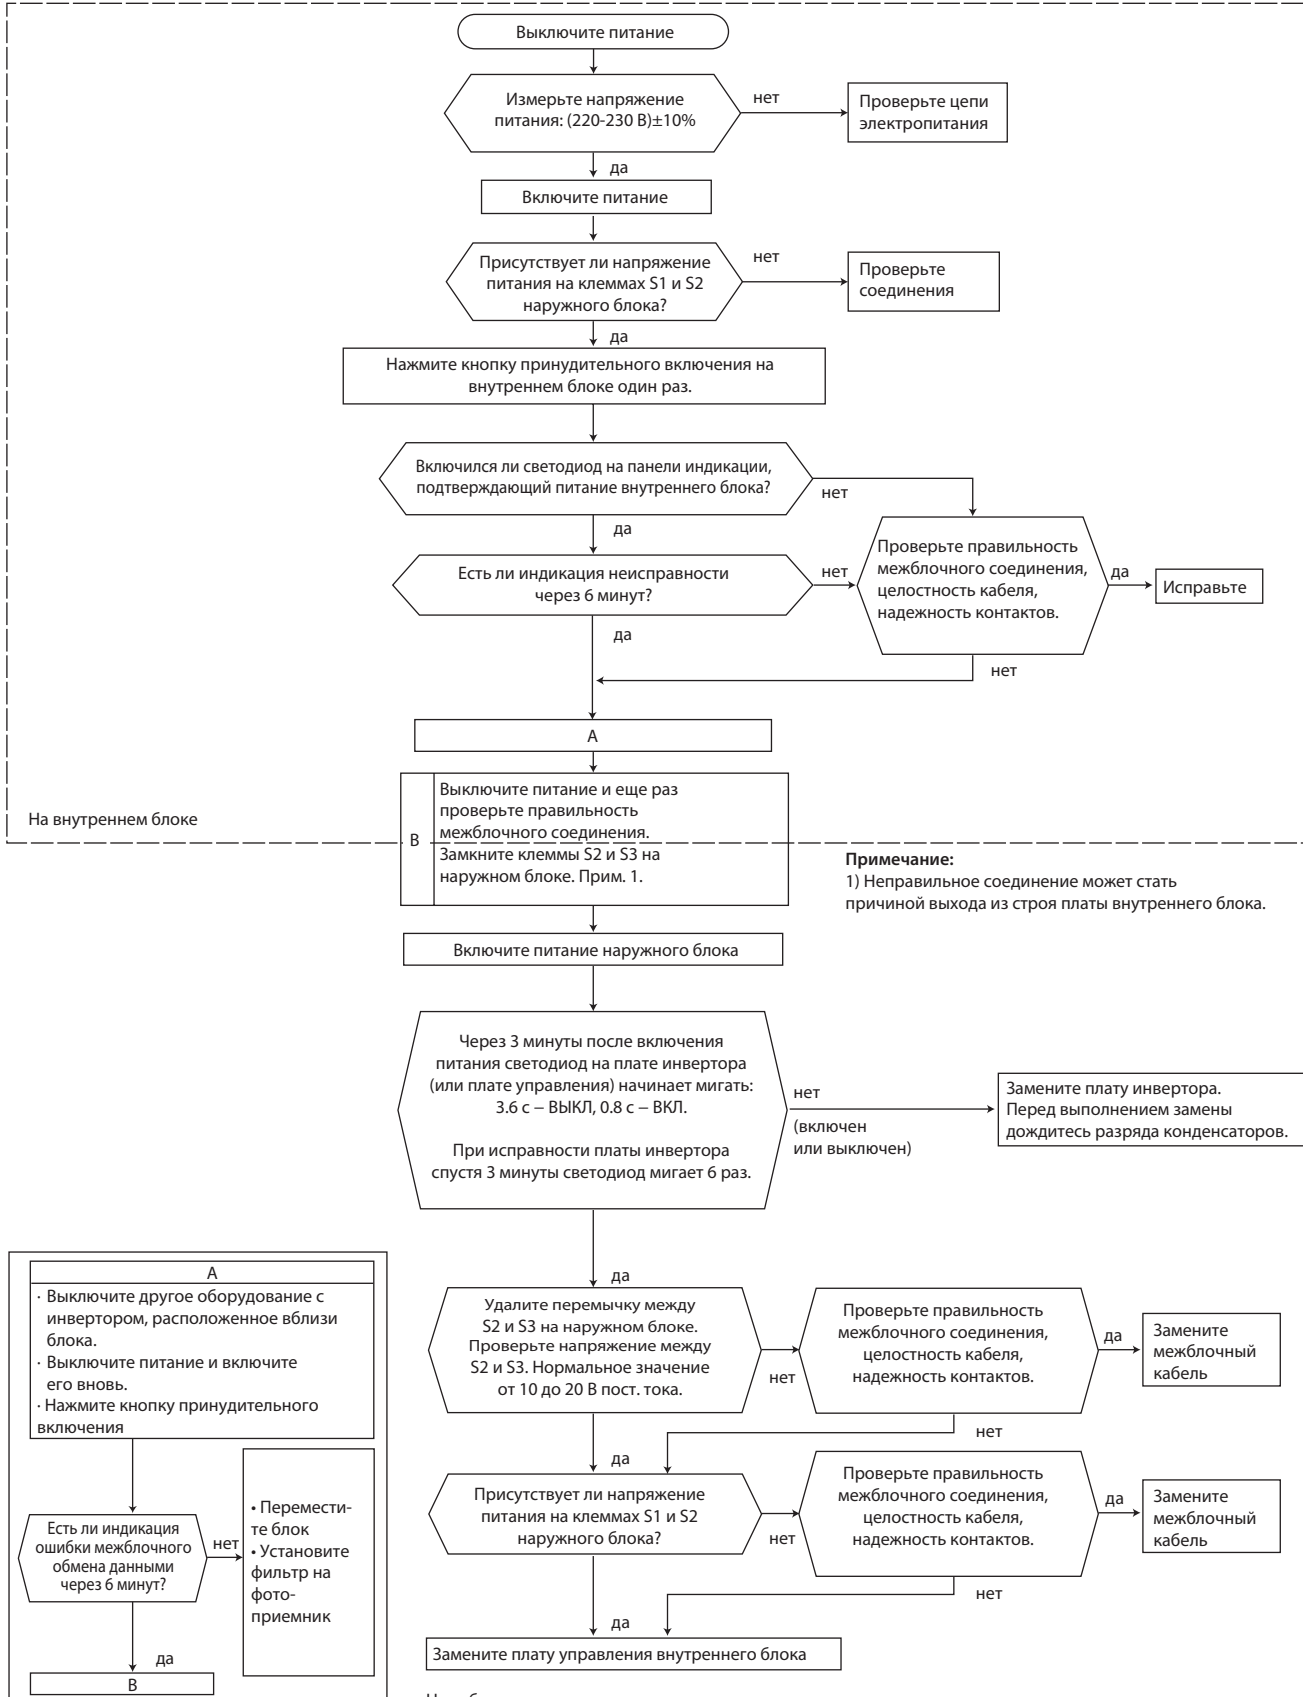 Выключите питание
Измерьте напряжение
питания: (220-230 В)±10%
нет
Проверьте цепи
электропитания
да
Включите питание
Присутствует ли напряжение
питания на клеммах S1 и S2
наружного блока?
нет
Проверьте
соединения
да
Нажмите кнопку принудительного включения на
внутреннем блоке один раз.
Включился ли светодиод на панели индикации,
подтверждающий питание внутреннего блока?
нет
да
Есть ли индикация неисправности
через 6 минут?
нет
Проверьте правильность
межблочного соединения,
целостность кабеля,
надежность контактов.
да
Исправьте
да
нет
A
B
Выключите питание и еще раз
проверьте правильность
межблочного соединения.
Замкните клеммы S2 и S3 на
наружном блоке. Прим. 1.
На внутреннем блоке
Примечание:
1) Неправильное соединение может стать
причиной выхода из строя платы внутреннего блока.
Включите питание наружного блока
Через 3 минуты после включения
питания светодиод на плате инвертора
(или плате управления) начинает мигать:
3.6 с – ВЫКЛ, 0.8 с – ВКЛ.
При исправности платы инвертора
спустя 3 минуты светодиод мигает 6 раз.
нет
(включен
или выключен)
Замените плату инвертора.
Перед выполнением замены
дождитесь разряда конденсаторов.
да
Удалите перемычку между
S2 и S3 на наружном блоке.
Проверьте напряжение между
S2 и S3. Нормальное значение
от 10 до 20 В пост. тока.
нет
Проверьте правильность
межблочного соединения,
целостность кабеля,
надежность контактов.
да
Замените
межблочный
кабель
да
нет
Присутствует ли напряжение
питания на клеммах S1 и S2
наружного блока?
нет
Проверьте правильность
межблочного соединения,
целостность кабеля,
надежность контактов.
да
Замените
межблочный
кабель
да
нет
Замените плату управления внутреннего блока
A
· Выключите другое оборудование с
инвертором, расположенное вблизи
блока.
· Выключите питание и включите
его вновь.
· Нажмите кнопку принудительного
включения
Есть ли индикация
ошибки межблочного
обмена данными
через 6 минут?
нет
• Перемести-
те блок
• Установите
фильтр на
фото-
приемник
да
B